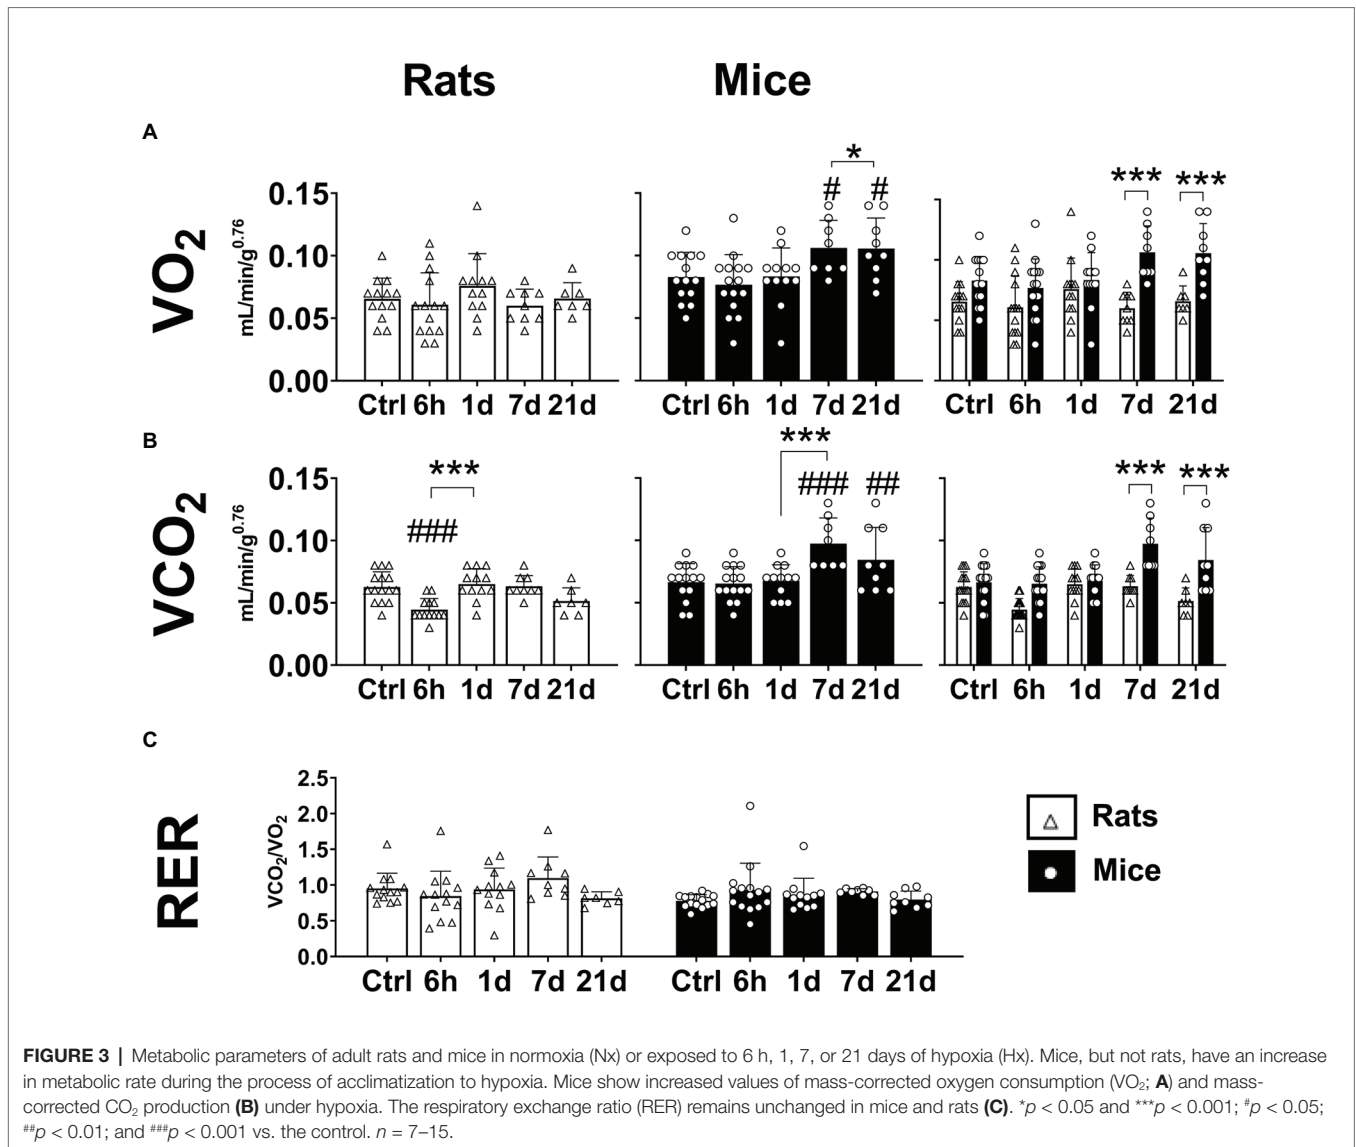 Rats Mice
A
VO2
mL/min/g0.76
0.15
0.10
0.05
0.00
* # # *** ***
Ctrl 6h 1d 7d 21d Ctrl 6h 1d 7d 21d Ctrl 6h 1d 7d 21d
B
VCO2
mL/min/g0.76
0.15
0.10
0.05
0.00
*** ### *** ### ## *** ***
Ctrl 6h 1d 7d 21d Ctrl 6h 1d 7d 21d Ctrl 6h 1d 7d 21d
C
RER
VCO2/VO2
2.5
2.0
1.5
1.0
0.5
0.0
Ctrl 6h 1d 7d 21d Ctrl 6h 1d 7d 21d
Rats
Mice
FIGURE 3 | Metabolic parameters of adult rats and mice in normoxia (Nx) or exposed to 6 h, 1, 7, or 21 days of hypoxia (Hx). Mice, but not rats, have an increase
in metabolic rate during the process of acclimatization to hypoxia. Mice show increased values of mass-corrected oxygen consumption (VO2; A) and mass-
corrected CO2 production (B) under hypoxia. The respiratory exchange ratio (RER) remains unchanged in mice and rats (C). *p < 0.05 and ***p < 0.001; #p < 0.05;
##p < 0.01; and ###p < 0.001 vs. the control. n = 7–15.